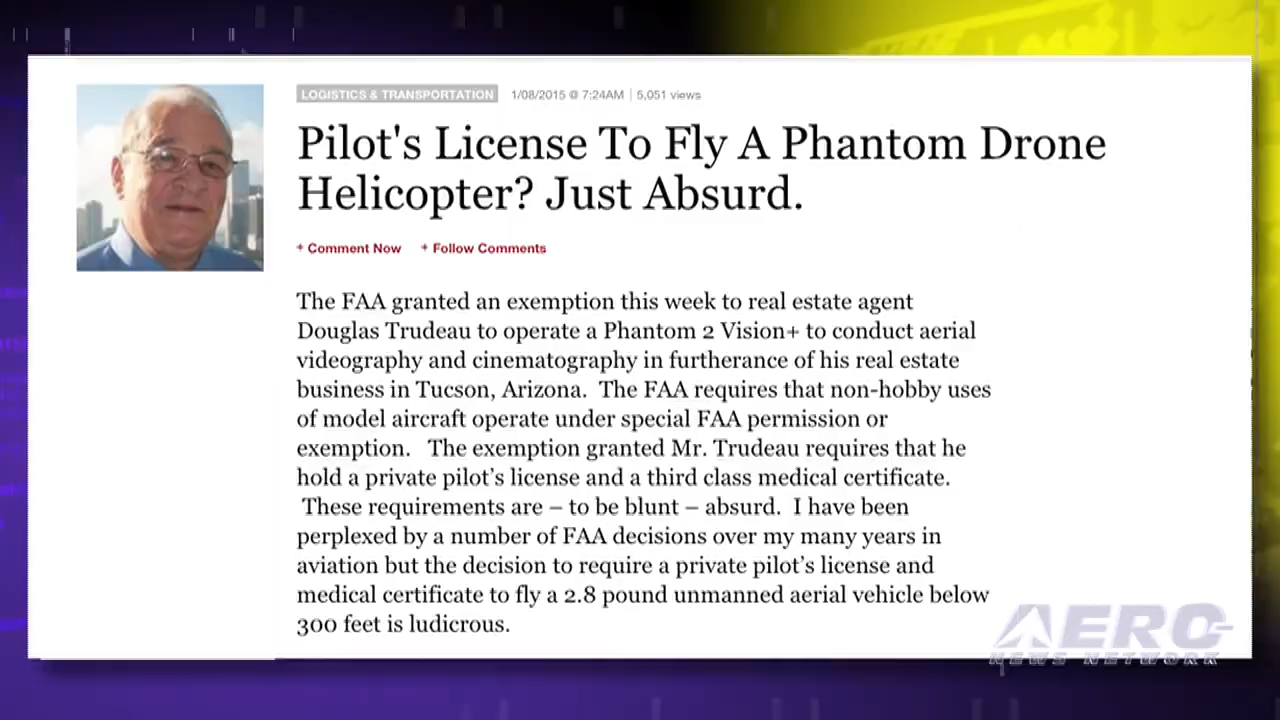 LOGISTICS & TRANSPORTATION 1/08/2015 @ 7:24AM | 5,051 views
Pilot's License To Fly A Phantom Drone
Helicopter? Just Absurd.
+ Comment Now + Follow Comments
The FAA granted an exemption this week to real estate agent
Douglas Trudeau to operate a Phantom 2 Vision+ to conduct aerial
videography and cinematography in furtherance of his real estate
business in Tucson, Arizona. The FAA requires that non-hobby uses
of model aircraft operate under special FAA permission or
exemption. The exemption granted Mr. Trudeau requires that he
hold a private pilot's license and a third class medical certificate.
These requirements are – to be blunt – absurd. I have been
perplexed by a number of FAA decisions over my many years in
aviation but the decision to require a private pilot's license and
medical certificate to fly a 2.8 pound unmanned aerial vehicle below
300 feet is ludicrous.
AERO
NEWS NETWORK